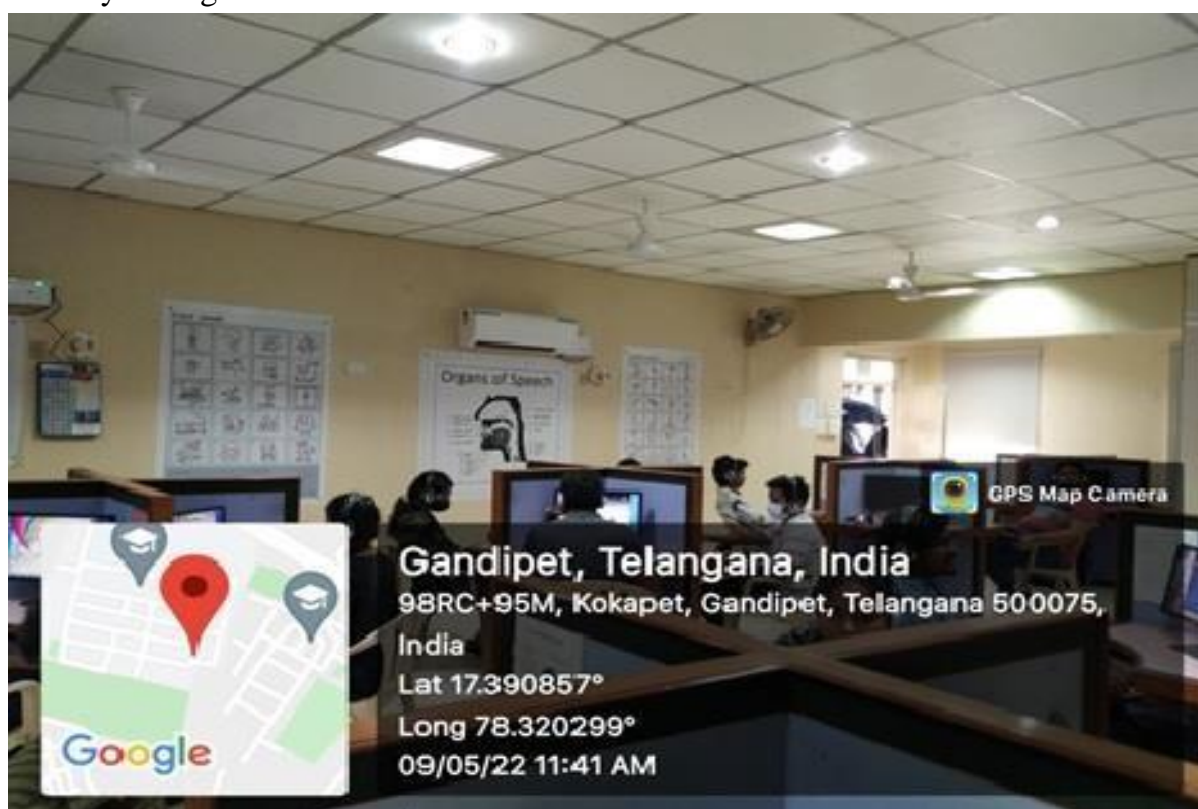 Organs of Speech
GPS Map Camera
Gandipet, Telangana, India
98RC+95M, Kokapet, Gandipet, Telangana 500075,
India
Lat 17.390857°
Long 78.320299°
09/05/22 11:41 AM
Google